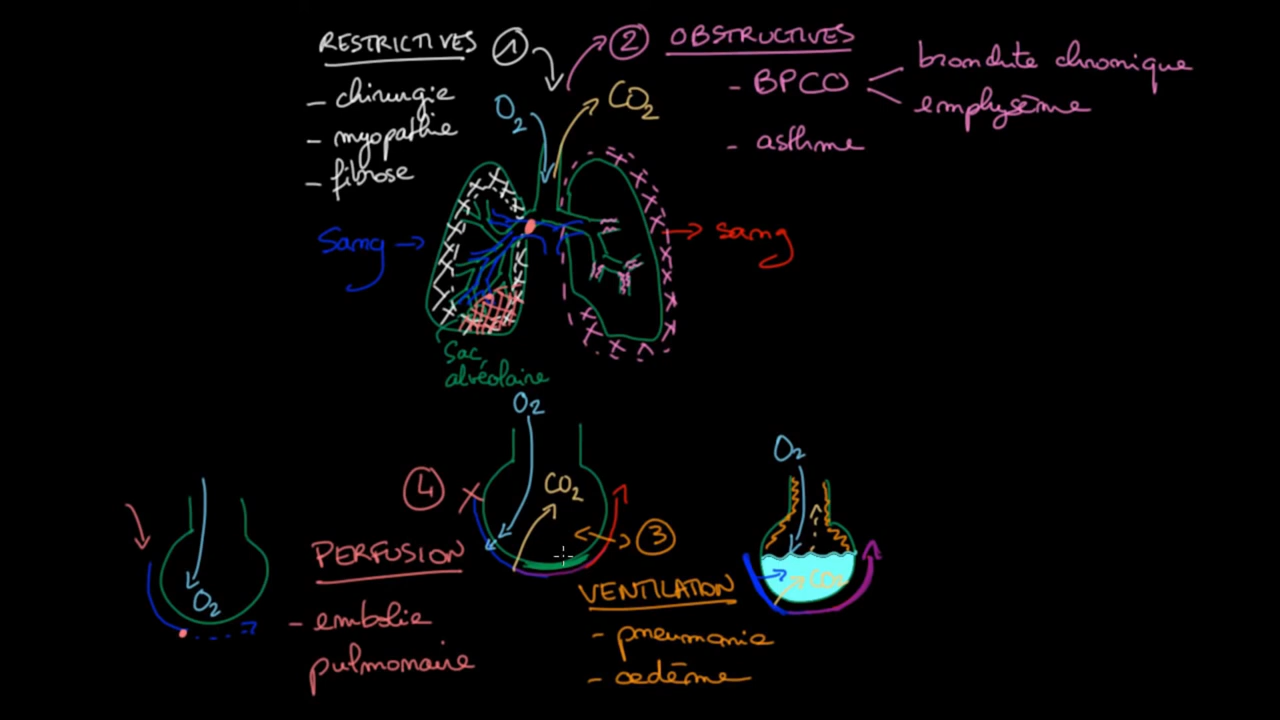 RESTRICTIVES 1
- chirurgie
- myopathie
- fibrose
2 OBSTRUCTIVES
- BPCO
bronchite chronique
emphysème
- asthme
O2
CO2
Sang
sang
Sac
alvéolaire
O2
CO2
4
3
PERFUSION
- embolie
pulmonaire
O2
VENTILATION
- pneumonie
- œdème
O2
CO2